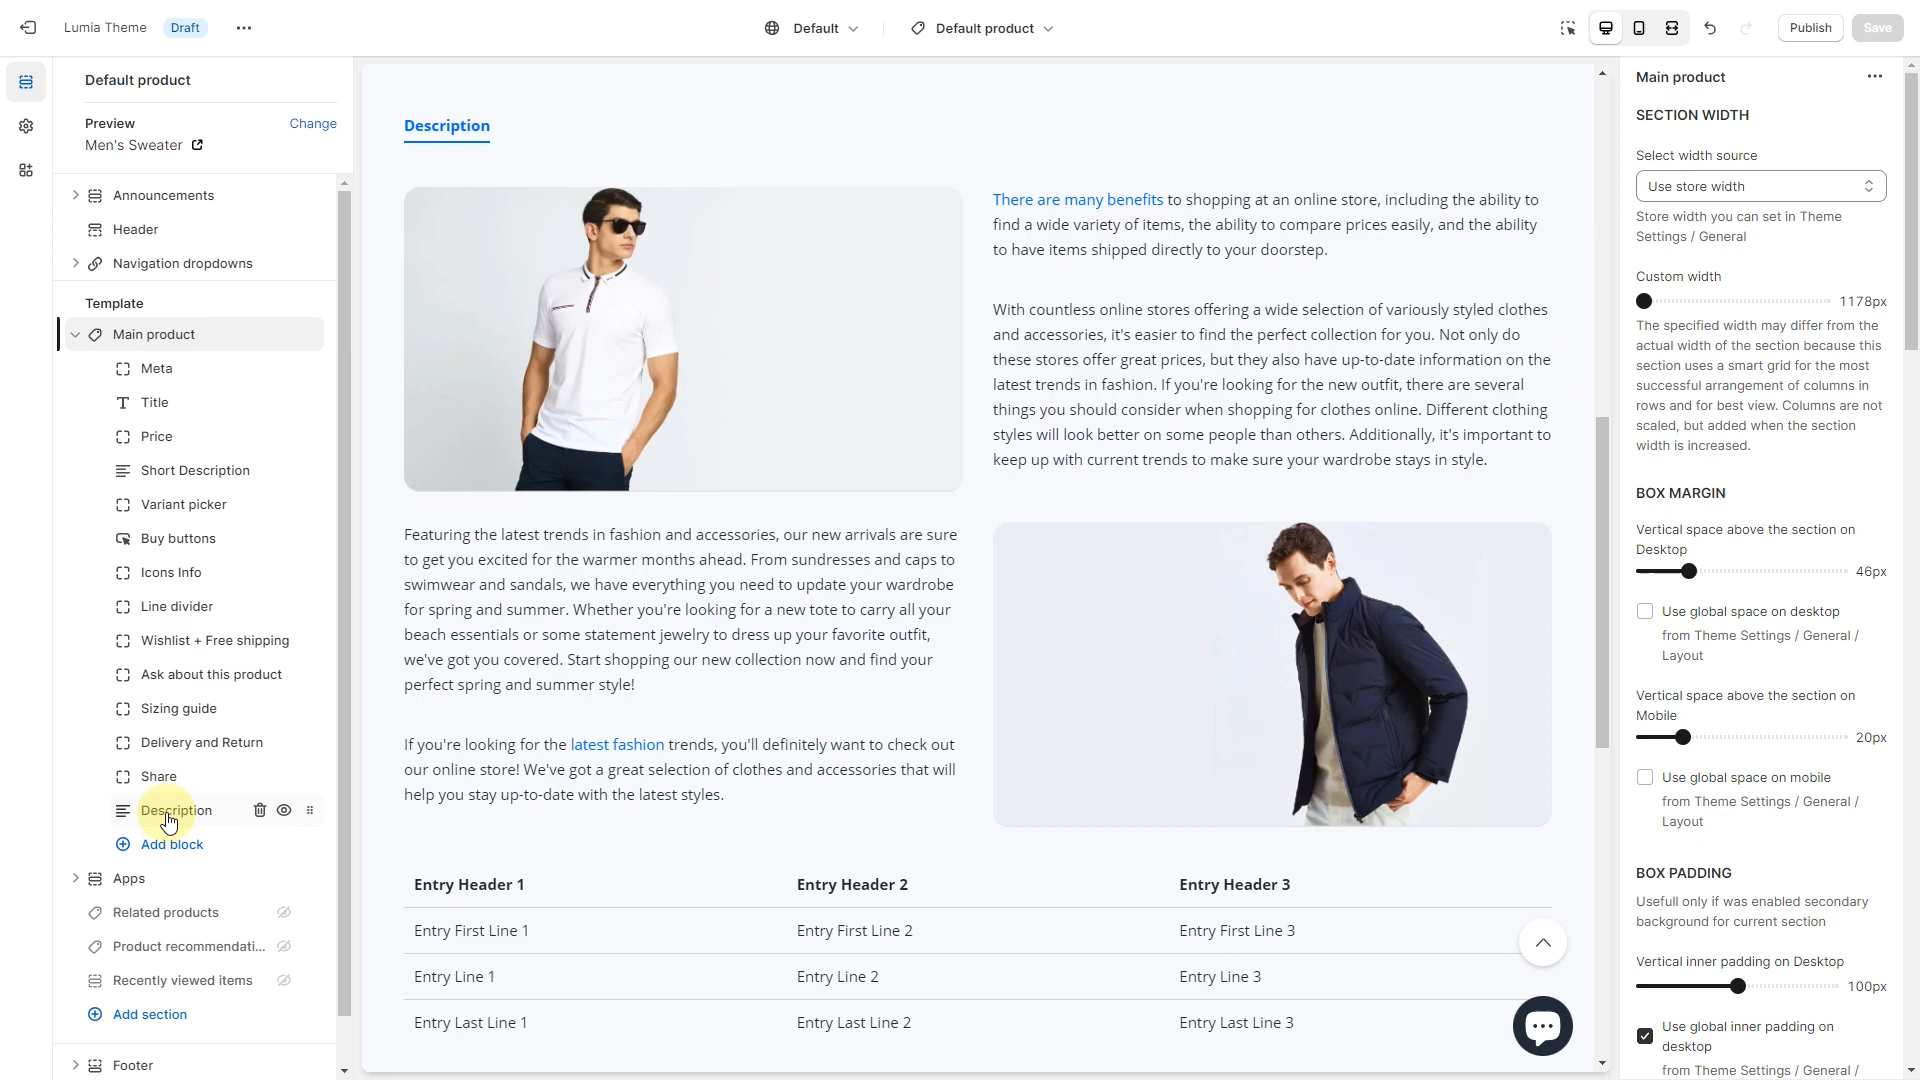 Lumia Theme
Draft
Default
Default product
Publish
Save
Default product
Preview
Change
Men's Sweater
Announcements
Header
Navigation dropdowns
Template
Main product
Meta
Title
Price
Short Description
Variant picker
Buy buttons
Icons Info
Line divider
Wishlist + Free shipping
Ask about this product
Sizing guide
Delivery and Return
Share
Description
Add block
Apps
Related products
Product recommendati...
Recently viewed items
Add section
Footer
Description
There are many benefits to shopping at an online store, including the ability to
find a wide variety of items, the ability to compare prices easily, and the ability
to have items shipped directly to your doorstep.
With countless online stores offering a wide selection of variously styled clothes
and accessories, it's easier to find the perfect collection for you. Not only do
these stores offer great prices, but they also have up-to-date information on the
latest trends in fashion. If you're looking for the new outfit, there are several
things you should consider when shopping for clothes online. Different clothing
styles will look better on some people than others. Additionally, it's important to
keep up with current trends to make sure your wardrobe stays in style.
Featuring the latest trends in fashion and accessories, our new arrivals are sure
to get you excited for the warmer months ahead. From sundresses and caps to
swimwear and sandals, we have everything you need to update your wardrobe
for spring and summer. Whether you're looking for a new tote to carry all your
beach essentials or some statement jewelry to dress up your favorite outfit,
we've got you covered. Start shopping our new collection now and find your
perfect spring and summer style!
If you're looking for the latest fashion trends, you'll definitely want to check out
our online store! We've got a great selection of clothes and accessories that will
help you stay up-to-date with the latest styles.
Entry Header 1 Entry Header 2 Entry Header 3
Entry First Line 1 Entry First Line 2 Entry First Line 3
Entry Line 1 Entry Line 2 Entry Line 3
Entry Last Line 1 Entry Last Line 2 Entry Last Line 3
Main product
SECTION WIDTH
Select width source
Use store width
Store width you can set in Theme
Settings / General
Custom width
1178px
The specified width may differ from the
actual width of the section because this
section uses a smart grid for the most
successful arrangement of columns in
rows and for best view. Columns are not
scaled, but added when the section
width is increased.
BOX MARGIN
Vertical space above the section on
Desktop
46px
Use global space on desktop
from Theme Settings / General /
Layout
Vertical space above the section on
Mobile
20px
Use global space on mobile
from Theme Settings / General /
Layout
BOX PADDING
Usefull only if was enabled secondary
background for current section
Vertical inner padding on Desktop
100px
Use global inner padding on
desktop
from Theme Settings / General /